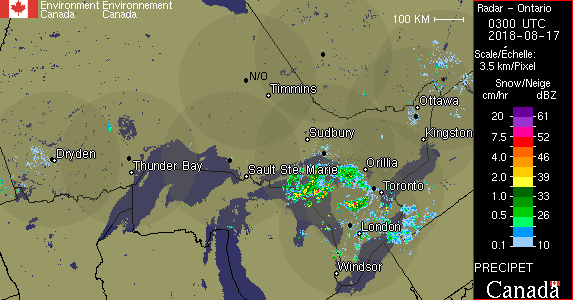 Environment Environnement
Canada Canada
100 KM
N/O
Timmins
Ottawa
Sudbury
Kingston
Dryden
Thunder Bay
Sault Ste-Marie
Orillia
Toronto
London
Windsor
Radar - Ontario
0300 UTC
2018-08-17
Scale/Échelle:
3.5 km/Pixel
Snow/Neige
cm/hr dBZ
20 61
7.5 52
4.0 46
2.0 39
1.0 33
0.5 26
0.1 10
PRECIPET
Canada